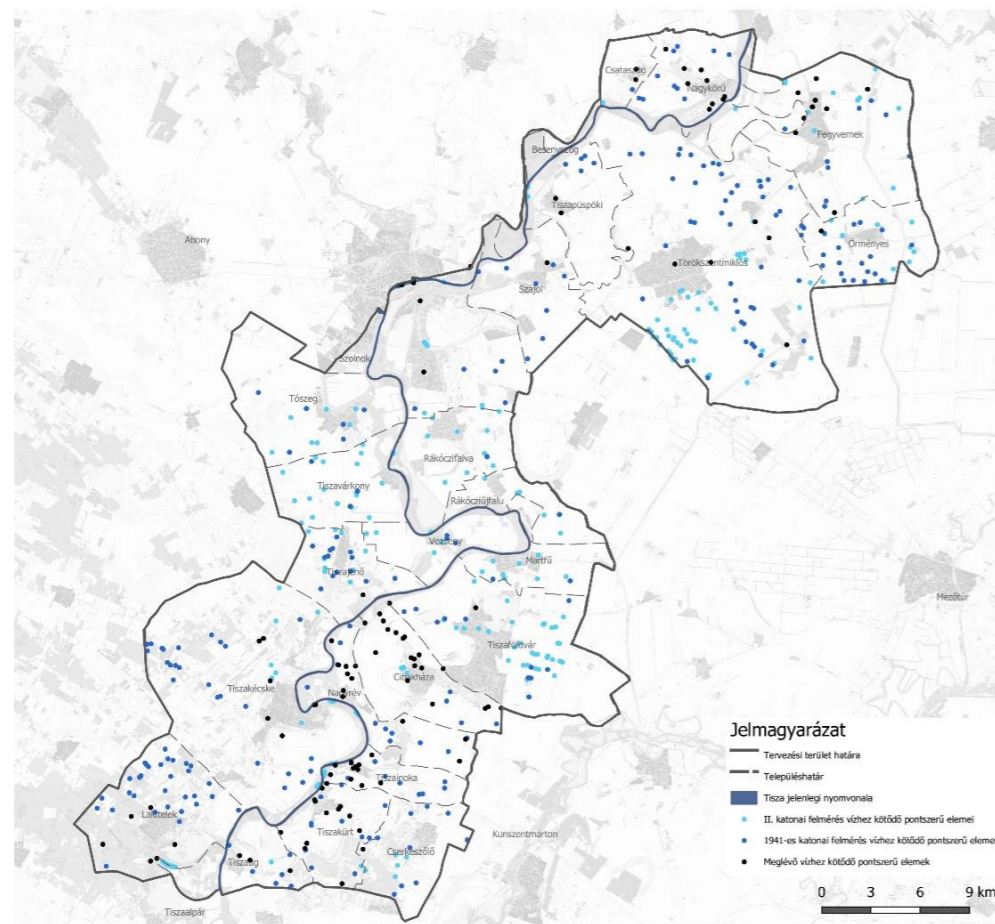 Csataszög
Nagykörű
Fegyvernek
Besenyszög
Tiszapüspöki
Abony
Örményes
Törökszentmiklós
Szajol
Szolnok
Tószeg
Rákóczifalva
Tiszavárkony
Rákócziújfalu
Vezseny
Martfű
Tiszajenő
Mezőtúr
Tiszaföldvár
Cibakháza
Tiszakécske
Nagyrév
Jelmagyarázat
Tervezési terület határa
Településhatár
Tisza jelenlegi nyomvonala
II. katonai felmérés vízhez kötődő pontszerű elemei
1941-es katonai felmérés vízhez kötődő pontszerű elemei
Meglévő vízhez kötődő pontszerű elemek
Tiszainoka
Lakitelek
Tiszakürt
Kunszentmárton
Cserkeszőlő
Tiszaug
Tiszaalpár
0 3 6 9 km